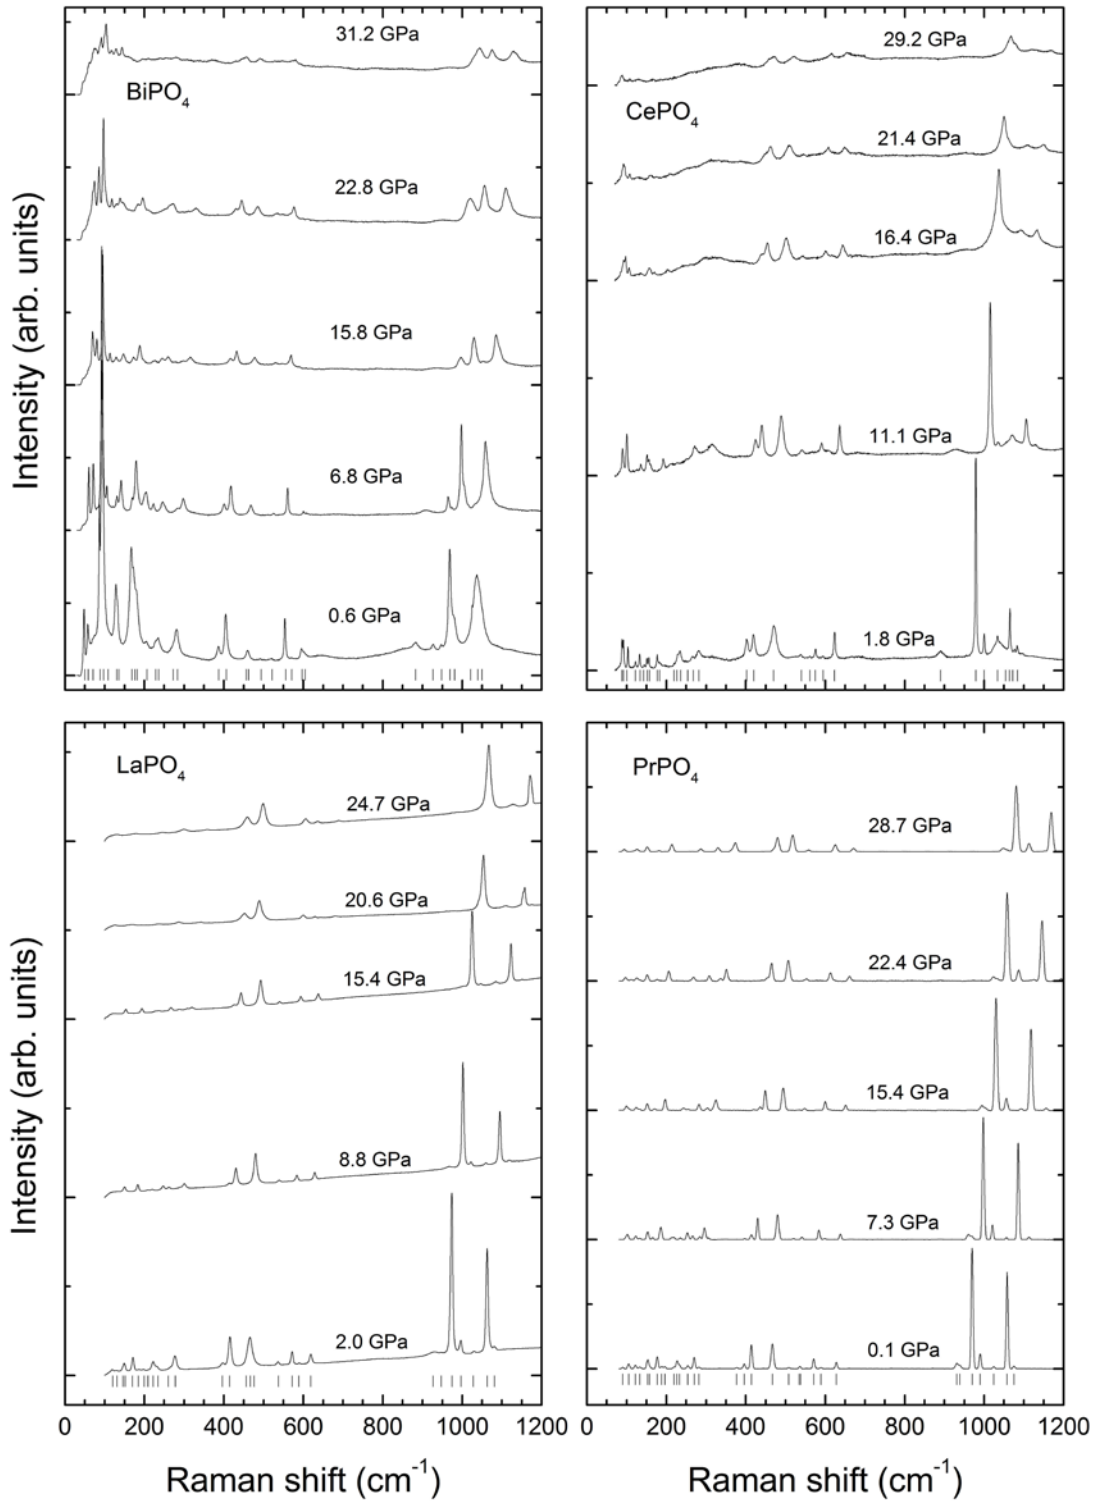 31.2 GPa
BiPO4
22.8 GPa
15.8 GPa
6.8 GPa
0.6 GPa
Intensity (arb. units)
29.2 GPa
CePO4
21.4 GPa
16.4 GPa
11.1 GPa
1.8 GPa
LaPO4
24.7 GPa
20.6 GPa
15.4 GPa
8.8 GPa
2.0 GPa
Intensity (arb. units)
0 200 400 600 800 1000 1200
Raman shift (cm-1)
PrPO4
28.7 GPa
22.4 GPa
15.4 GPa
7.3 GPa
0.1 GPa
0 200 400 600 800 1000 1200
Raman shift (cm-1)